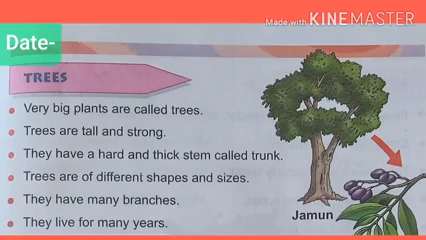 Made with KINEMASTER
Date-
TREES
Very big plants are called trees.
Trees are tall and strong.
They have a hard and thick stem called trunk.
Trees are of different shapes and sizes.
They have many branches.
They live for many years.
Jamun